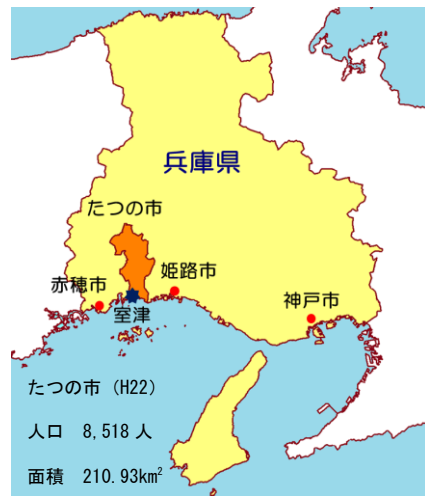 兵庫県
たつの市
姫路市
赤穂市
神戸市
室津
たつの市（H22）
人口 8,518 人
面積 210.93km²